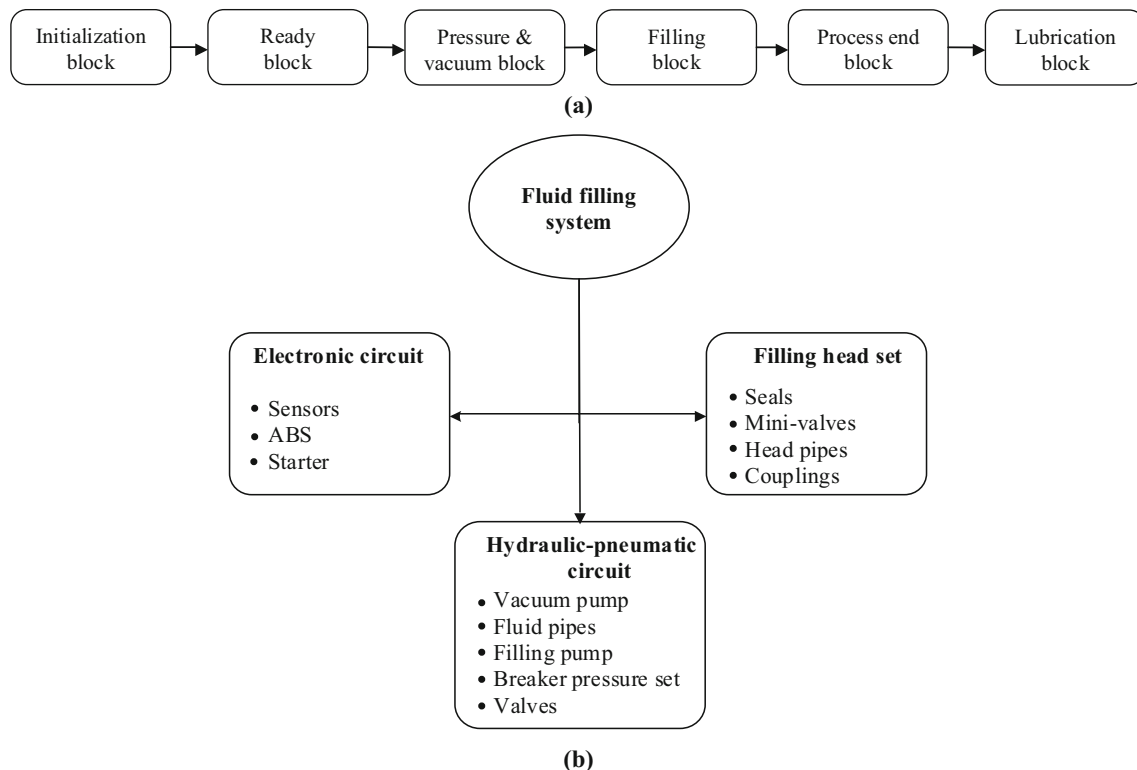 Initialization
block
Ready
block
Pressure &
vacuum block
Filling
block
Process end
block
Lubrication
block
(a)
Fluid filling
system
Electronic circuit
• Sensors
• ABS
• Starter
Filling head set
• Seals
• Mini-valves
• Head pipes
• Couplings
Hydraulic-pneumatic
circuit
• Vacuum pump
• Fluid pipes
• Filling pump
• Breaker pressure set
• Valves
(b)